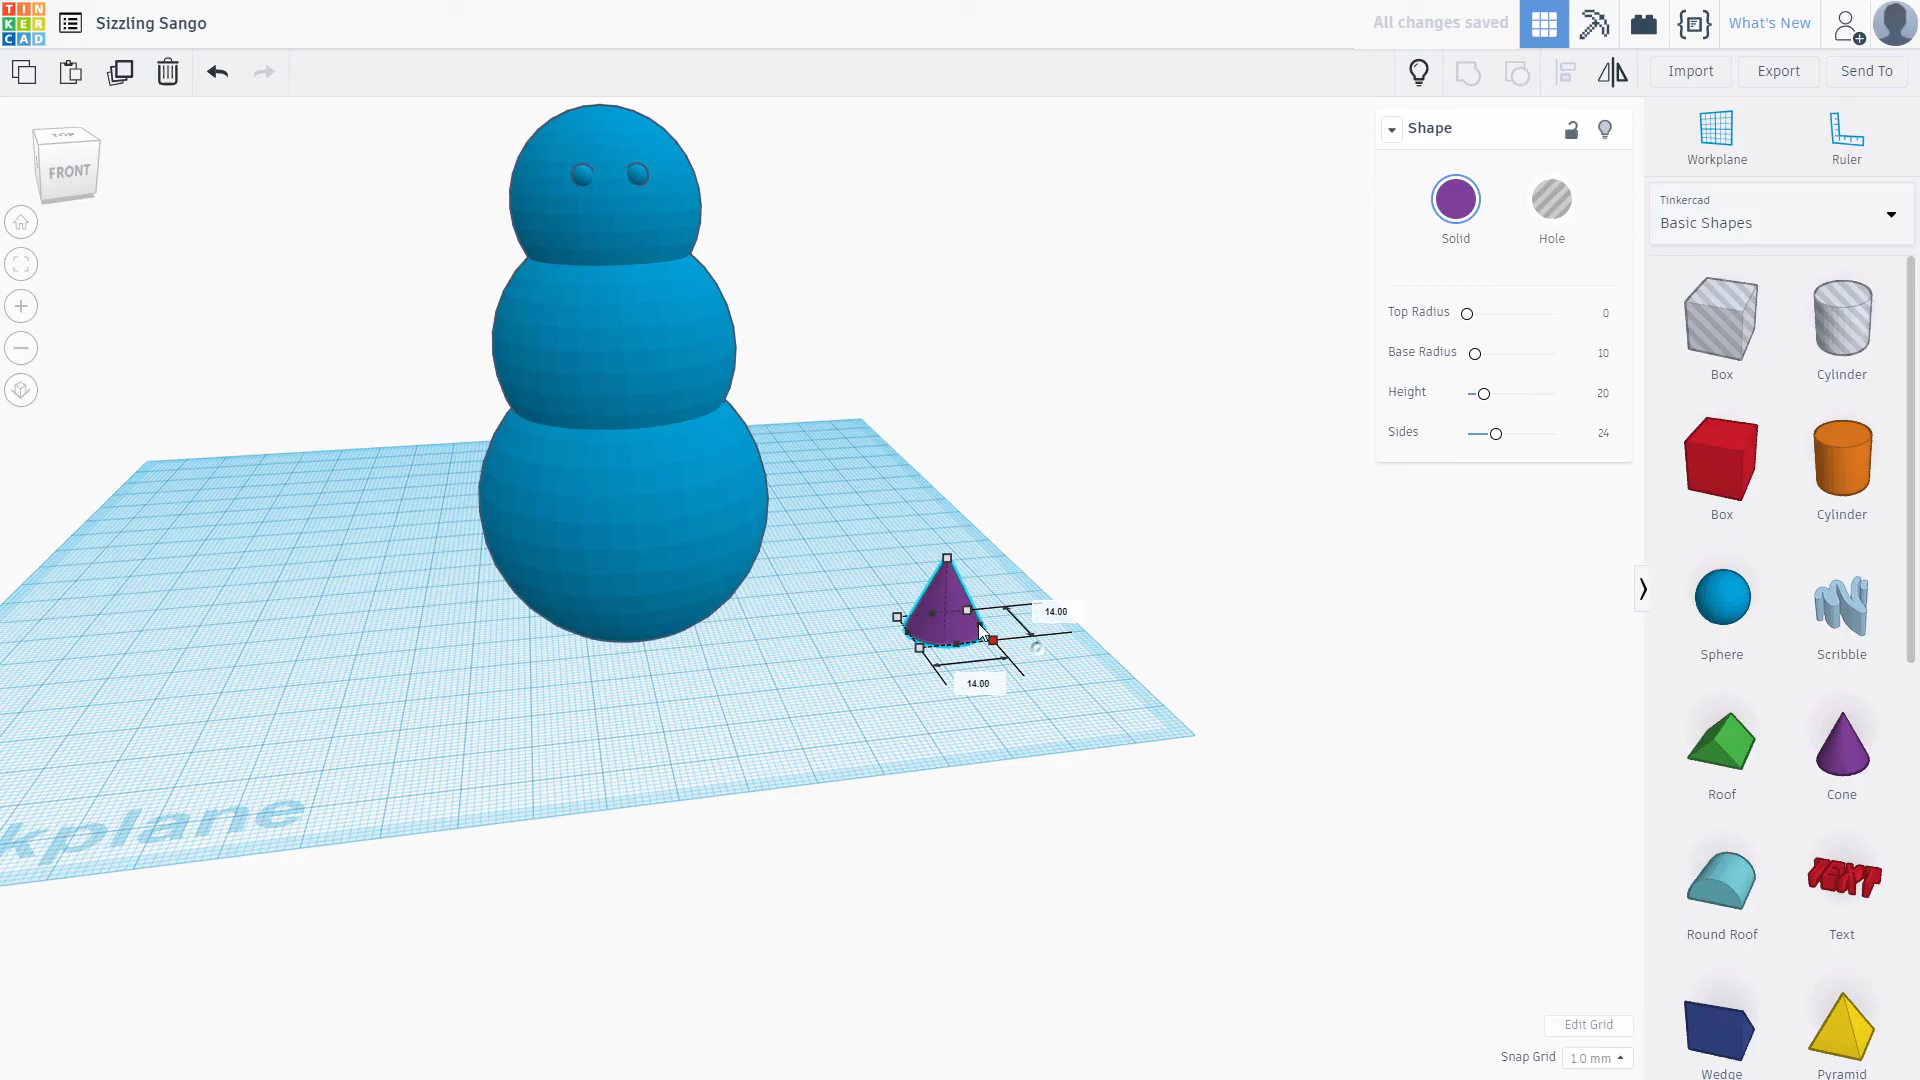 TIN
KER
CAD
Sizzling Sango
All changes saved
What's New
Import
Export
Send To
TOP
FRONT
Shape
Solid
Hole
Top Radius
0
Base Radius
10
Height
20
Sides
24
Workplane
Ruler
Tinkercad
Basic Shapes
Box
Cylinder
Box
Cylinder
Sphere
Scribble
Roof
Cone
TEXT
Round Roof
Text
Wedge
Pyramid
14.00
14.00
kplane
Edit Grid
Snap Grid
1.0 mm